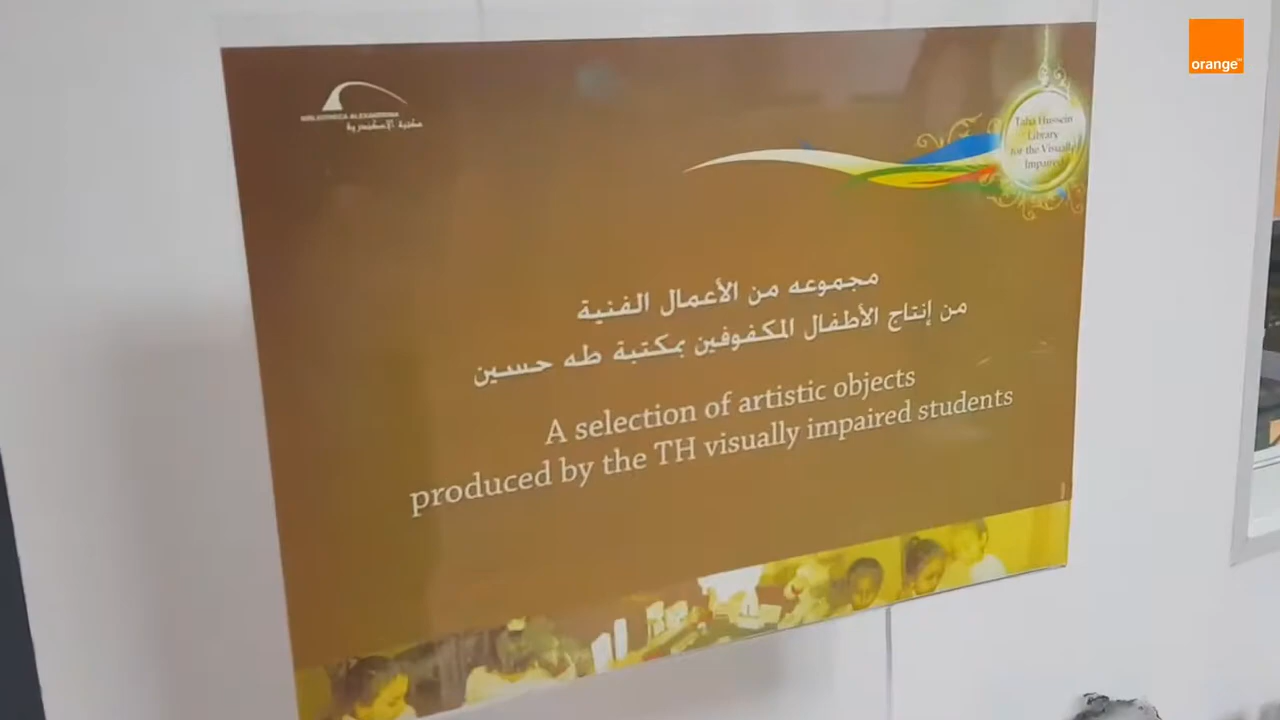 orange™
BIBLIOTHECA ALEXANDRINA
مكتبة الإسكندرية
Taha Hussein
Library
for the Visually
Impaired
مجموعه من الأعمال الفنية
من إنتاج الأطفال المكفوفين بمكتبة طه حسين
A selection of artistic objects
produced by the TH visually impaired students